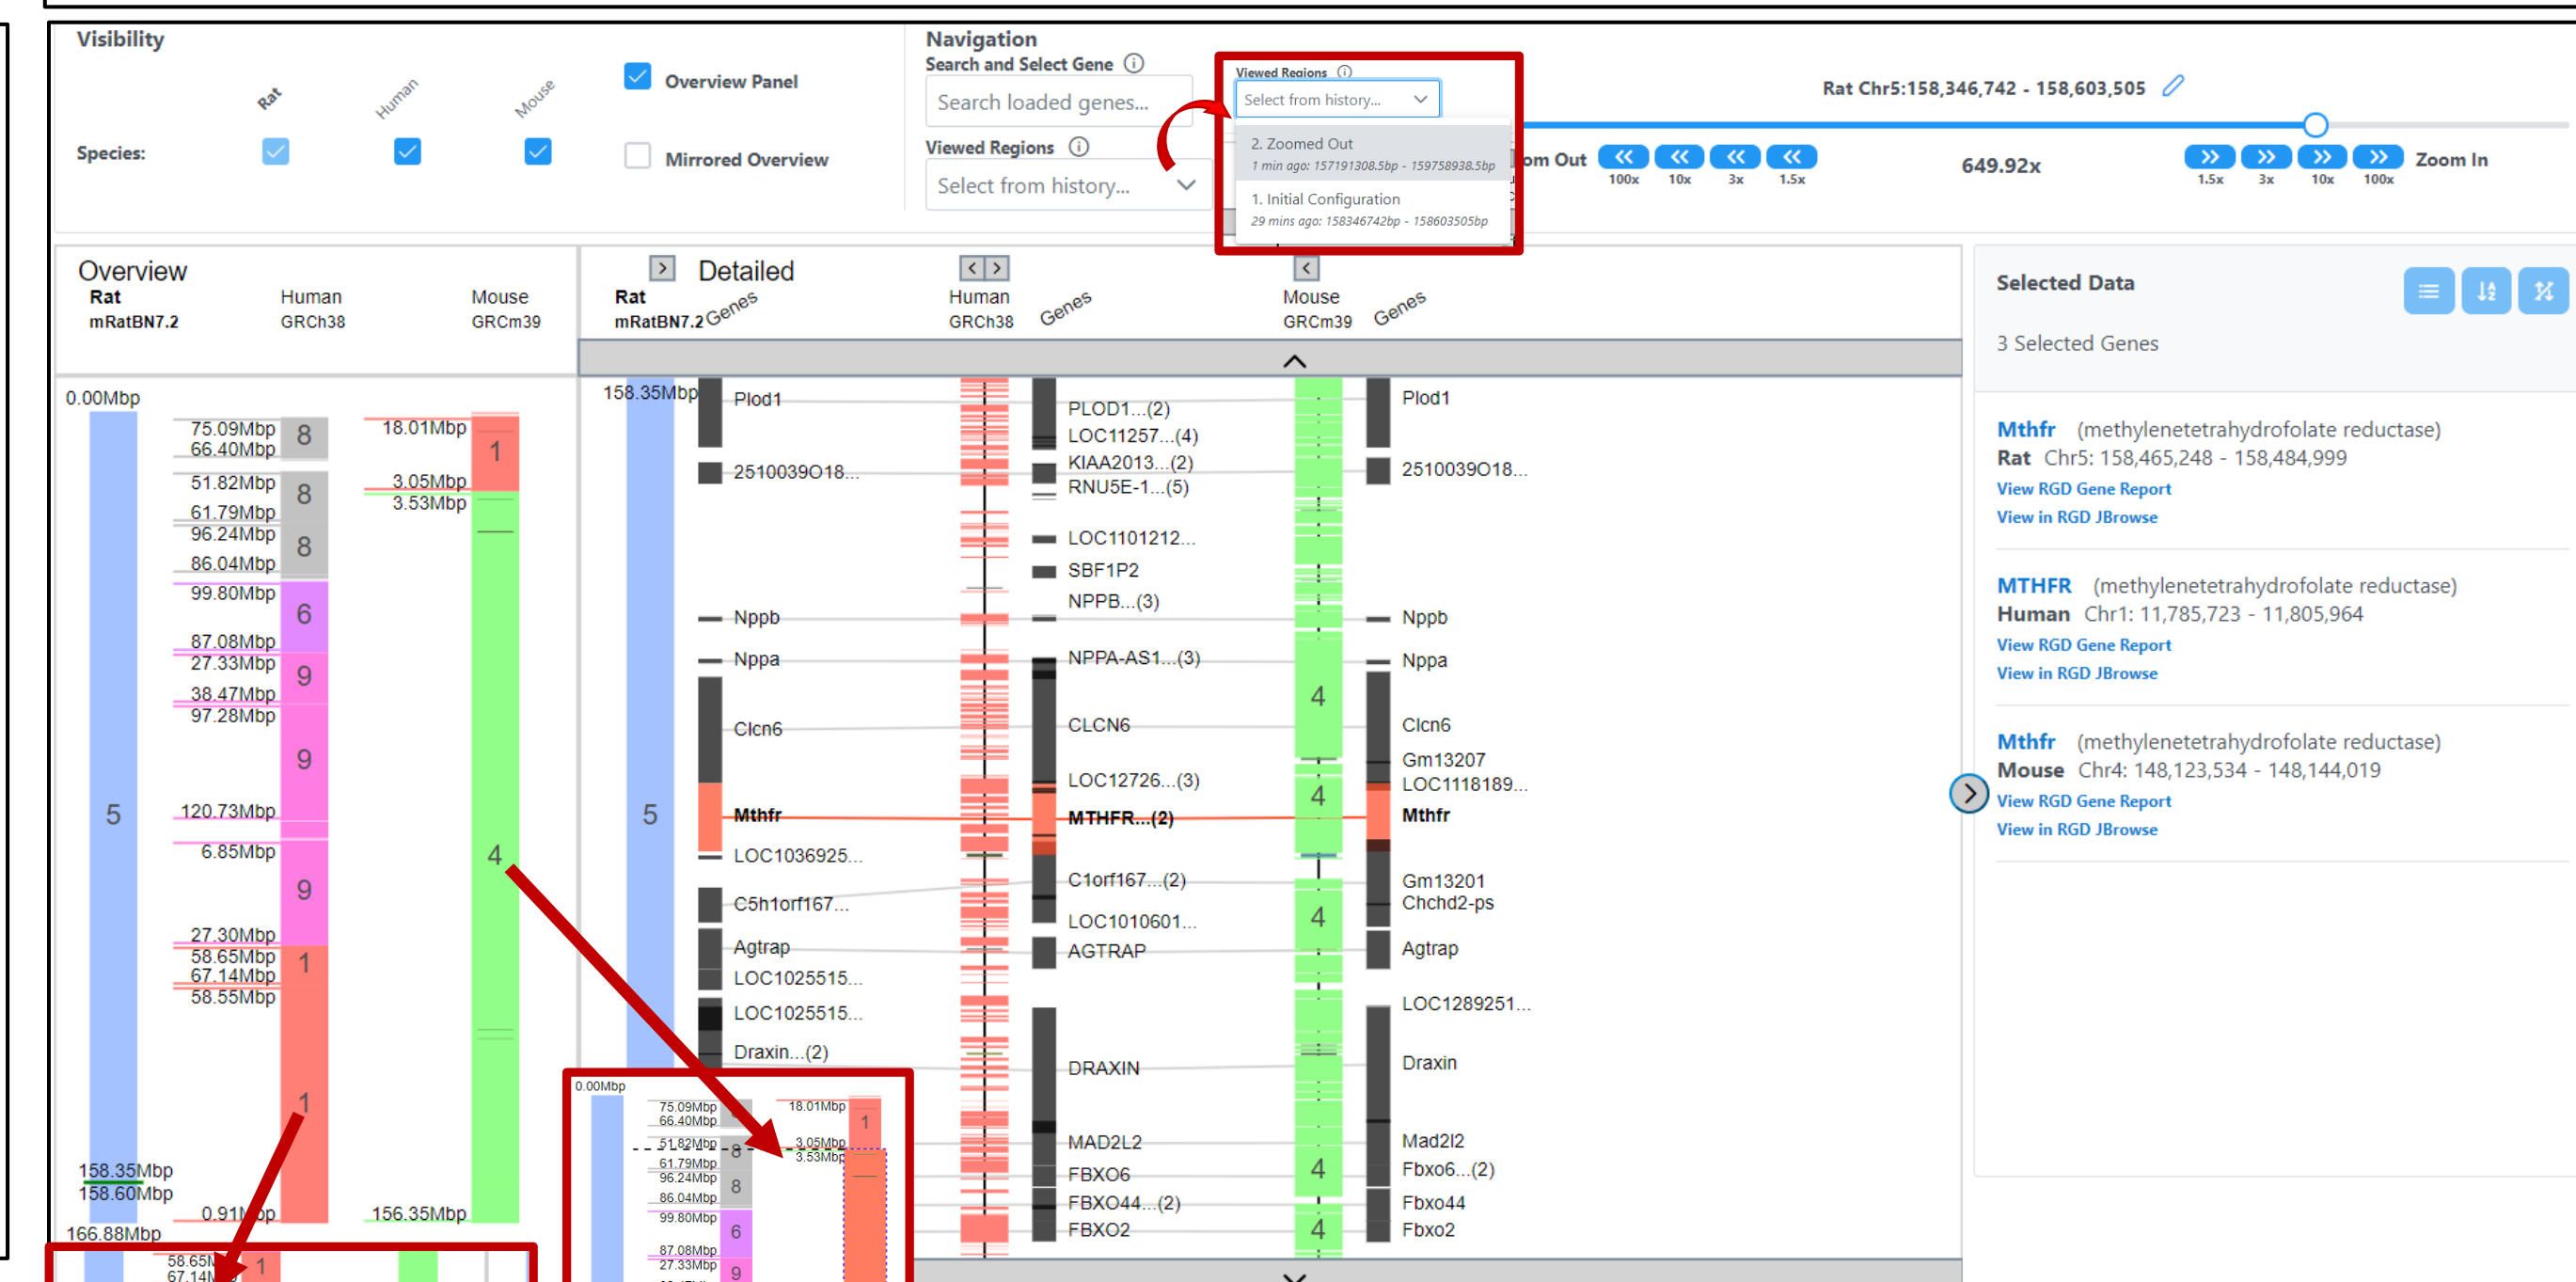 Visibility
Rat
Human
Mouse
Species:
Overview Panel
Mirrored Overview
Navigation
Search and Select Gene
Search loaded genes...
Viewed Regions
Select from history...
Viewed Regions
Select from history...
2. Zoomed Out
1 min ago: 157191308.5bp - 159758938.5bp
1. Initial Configuration
29 mins ago: 158346742bp - 158603505bp
Rat Chr5:158,346,742 - 158,603,505
om Out
100x
10x
3x
1.5x
649.92x
1.5x
3x
10x
100x
Zoom In
Overview
Rat
mRatBN7.2
Human
GRCh38
Mouse
GRCm39
0.00Mbp
75.09Mbp
66.40Mbp
8
51.82Mbp
61.79Mbp
8
96.24Mbp
86.04Mbp
8
99.80Mbp
87.08Mbp
6
27.33Mbp
38.47Mbp
9
97.28Mbp
120.73Mbp
9
6.85Mbp
27.30Mbp
9
58.65Mbp
67.14Mbp
58.55Mbp
1
1
0.91Mbp
18.01Mbp
1
3.05Mbp
3.53Mbp
4
156.35Mbp
5
158.35Mbp
158.60Mbp
166.88Mbp
Detailed
Rat
mRatBN7.2
Genes
Human
GRCh38
Genes
Mouse
GRCm39
Genes
158.35Mbp
5
Plod1
2510039O18...
Nppb
Nppa
Clcn6
Mthfr
LOC1036925...
C5h1orf167...
Agtrap
LOC1025515...
LOC1025515...
Draxin...(2)
PLOD1...(2)
LOC11257...(4)
KIAA2013...(2)
RNU5E-1...(5)
LOC1101212...
SBF1P2
NPPB...(3)
NPPA-AS1...(3)
CLCN6
LOC12726...(3)
MTHFR...(2)
C1orf167...(2)
LOC1010601...
AGTRAP
DRAXIN
MAD2L2
FBXO6
FBXO44...(2)
FBXO2
4
4
4
4
4
Plod1
2510039O18...
Nppb
Nppa
Clcn6
Gm13207
LOC1118189...
Mthfr
Gm13201
Chchd2-ps
Agtrap
LOC1289251...
Draxin
Mad2l2
Fbxo6...(2)
Fbxo44
Fbxo2
Selected Data
3 Selected Genes
Mthfr (methylenetetrahydrofolate reductase)
Rat Chr5: 158,465,248 - 158,484,999
View RGD Gene Report
View in RGD JBrowse
MTHFR (methylenetetrahydrofolate reductase)
Human Chr1: 11,785,723 - 11,805,964
View RGD Gene Report
View in RGD JBrowse
Mthfr (methylenetetrahydrofolate reductase)
Mouse Chr4: 148,123,534 - 148,144,019
View RGD Gene Report
View in RGD JBrowse
0.00Mbp
75.09Mbp
66.40Mbp
51.82Mbp
61.79Mbp
8
96.24Mbp
86.04Mbp
8
99.80Mbp
87.08Mbp
6
27.33Mbp
9
18.01Mbp
1
3.05Mbp
3.53Mbp
1